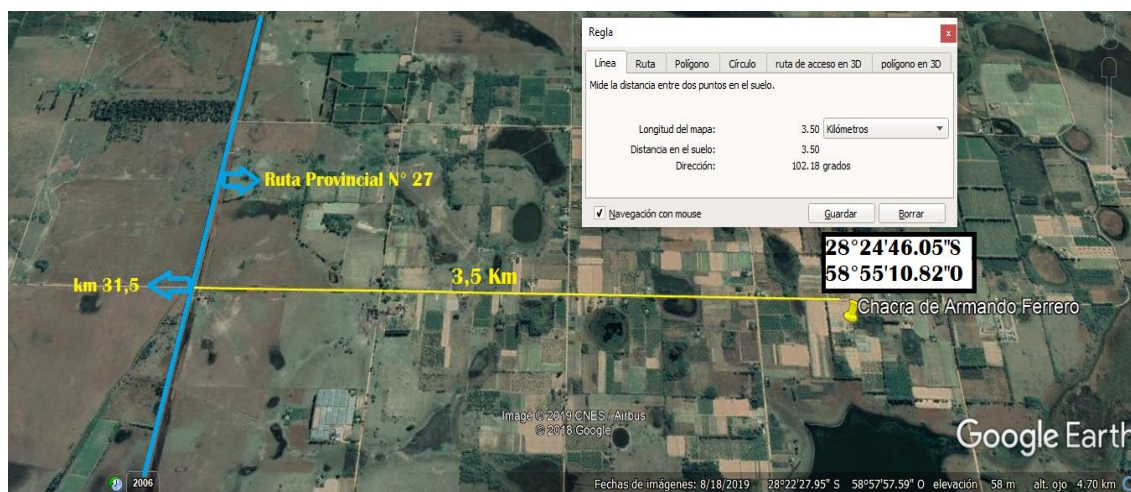 Regla
x
Línea
Ruta
Polígono
Círculo
ruta de acceso en 3D
polígono en 3D
Mide la distancia entre dos puntos en el suelo.
Longitud del mapa: 3.50 Kilómetros
Distancia en el suelo: 3.50
Dirección: 102.18 grados
Navegación con mouse
Guardar
Borrar
Ruta Provincial N° 27
28°24'46.05"S
58°55'10.82"O
km 31,5
3,5 Km
Chacra de Armando Ferrero
Image © 2019 CNES / Airbus
© 2018 Google
Google Earth
2006
Fechas de imágenes: 8/18/2019 28°22'27.95" S 58°57'57.59" O elevación 58 m alt. ojo 4.70 km